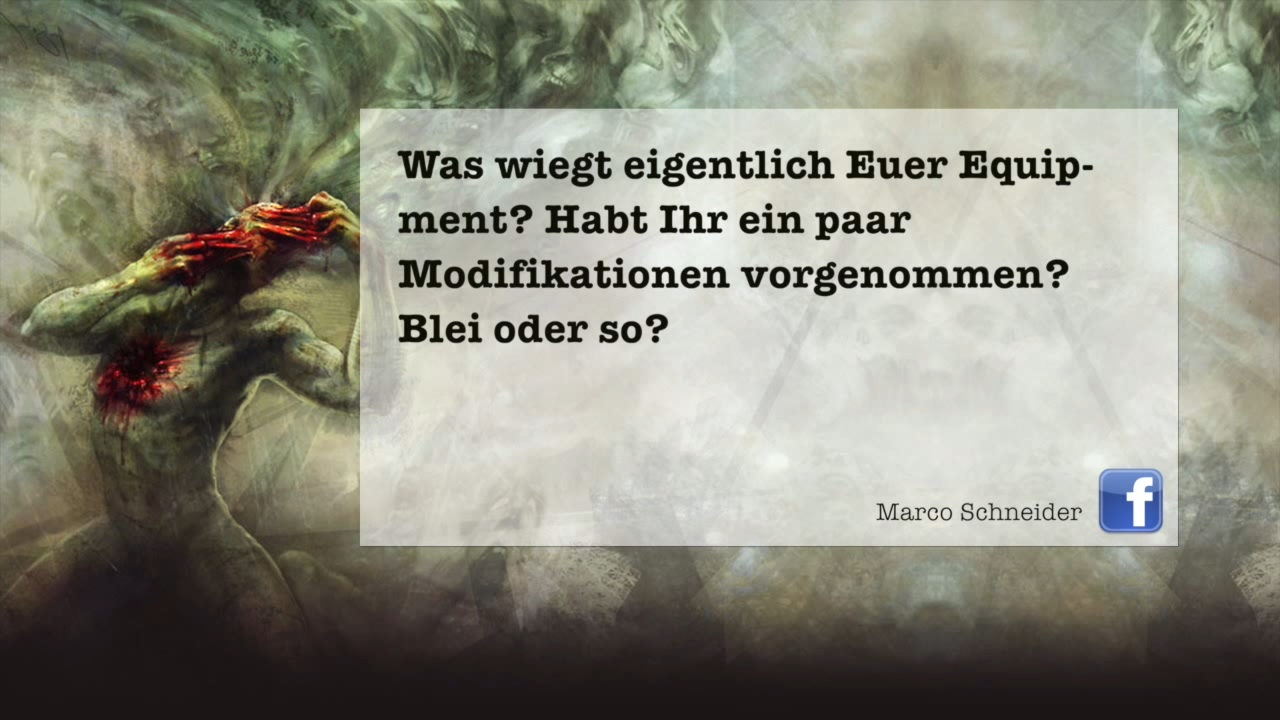 Was wiegt eigentlich Euer Equip-
ment? Habt Ihr ein paar
Modifikationen vorgenommen?
Blei oder so?
Marco Schneider
f